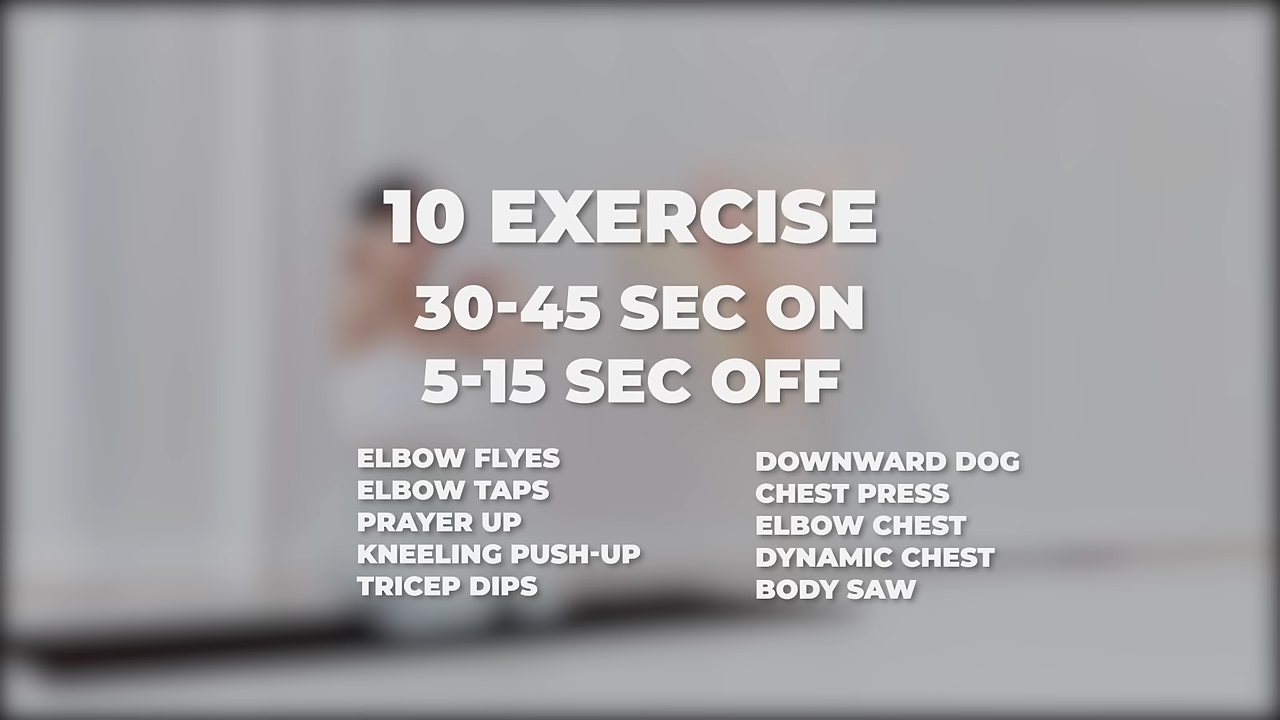 10 EXERCISE
30-45 SEC ON
5-15 SEC OFF
ELBOW FLYES
ELBOW TAPS
PRAYER UP
KNEELING PUSH-UP
TRICEP DIPS
DOWNWARD DOG
CHEST PRESS
ELBOW CHEST
DYNAMIC CHEST
BODY SAW